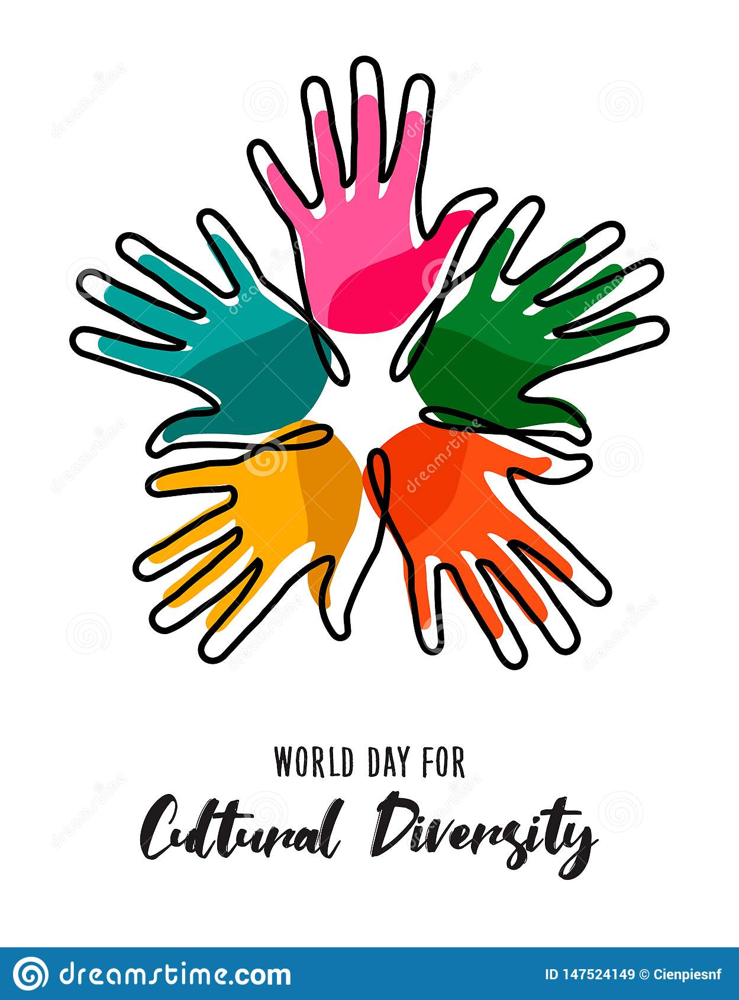 WORLD DAY FOR
Cultural Diversity
dreamstime.com
ID 147524149 © Cienpiesnf